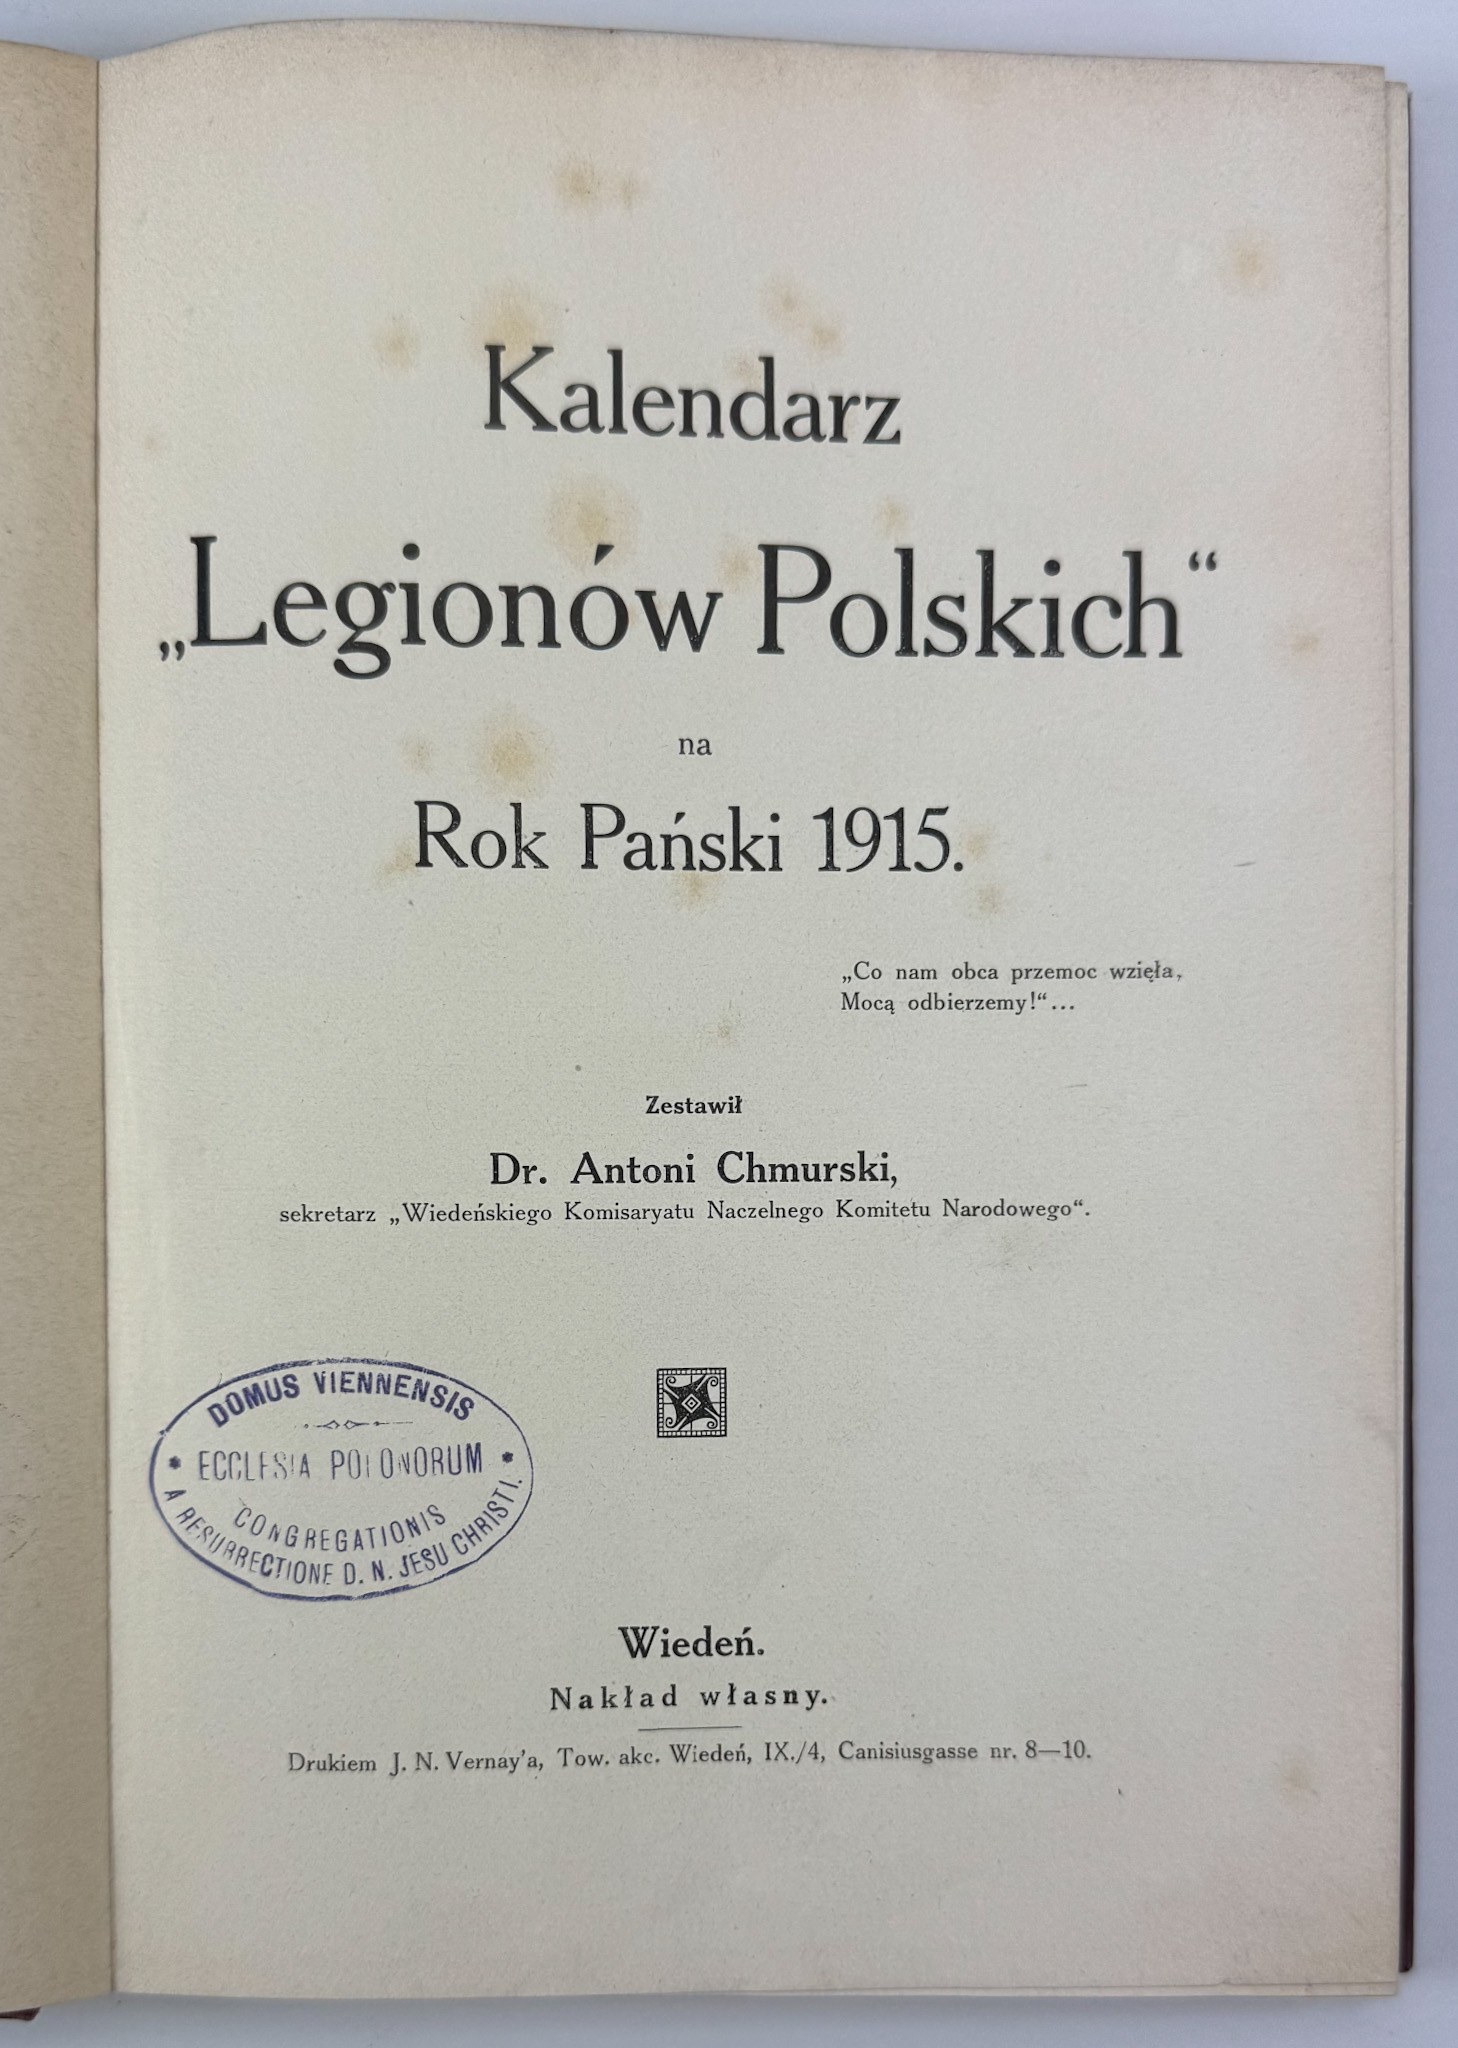 Kalendarz
„Legionów Polskich“
na
Rok Pański 1915.
„Co nam obca przemoc wzięła,
Mocą odbierzemy!“...
Zestawił
Dr. Antoni Chmurski,
sekretarz „Wiedeńskiego Komisaryatu Naczelnego Komitetu Narodowego“.
DOMUS VIENNENSIS
* ECCLESIA POLONORUM *
CONGREGATIONIS
A RESURRECTIONE D. N. JESU CHRISTI.
Wiedeń.
Nakład własny.
Drukiem J. N. Vernay'a, Tow. akc. Wiedeń, IX./4, Canisiusgasse nr. 8—10.